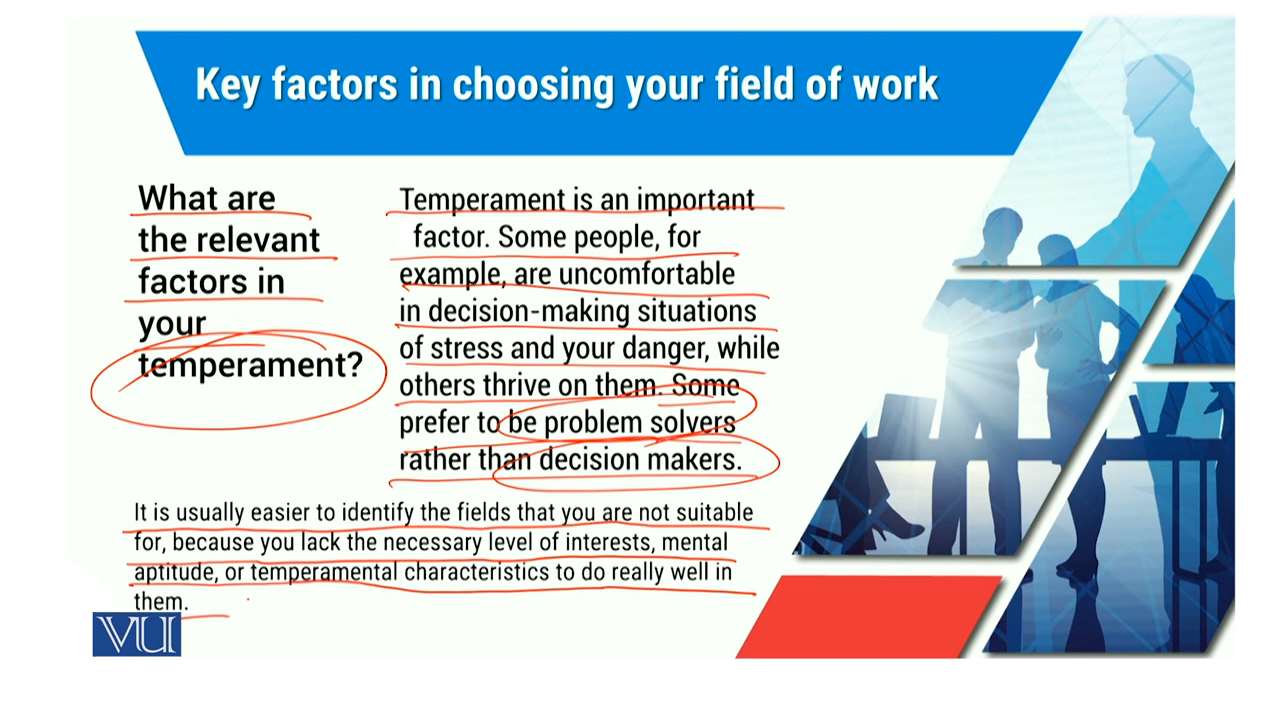 Key factors in choosing your field of work
What are
the relevant
factors in
your
temperament?
Temperament is an important
factor. Some people, for
example, are uncomfortable
in decision-making situations
of stress and your danger, while
others thrive on them. Some
prefer to be problem solvers
rather than decision makers.
It is usually easier to identify the fields that you are not suitable
for, because you lack the necessary level of interests, mental
aptitude, or temperamental characteristics to do really well in
them.
VU